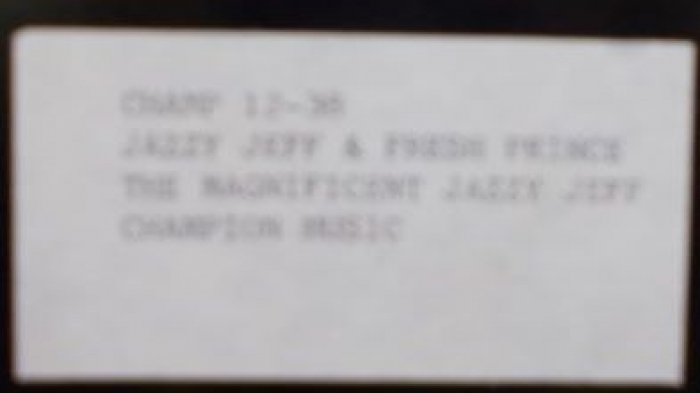 CHAMP 12-38
JAZZY JEFF & FRESH PRINCE
THE MAGNIFICENT JAZZY JEFF
CHAMPION MUSIC